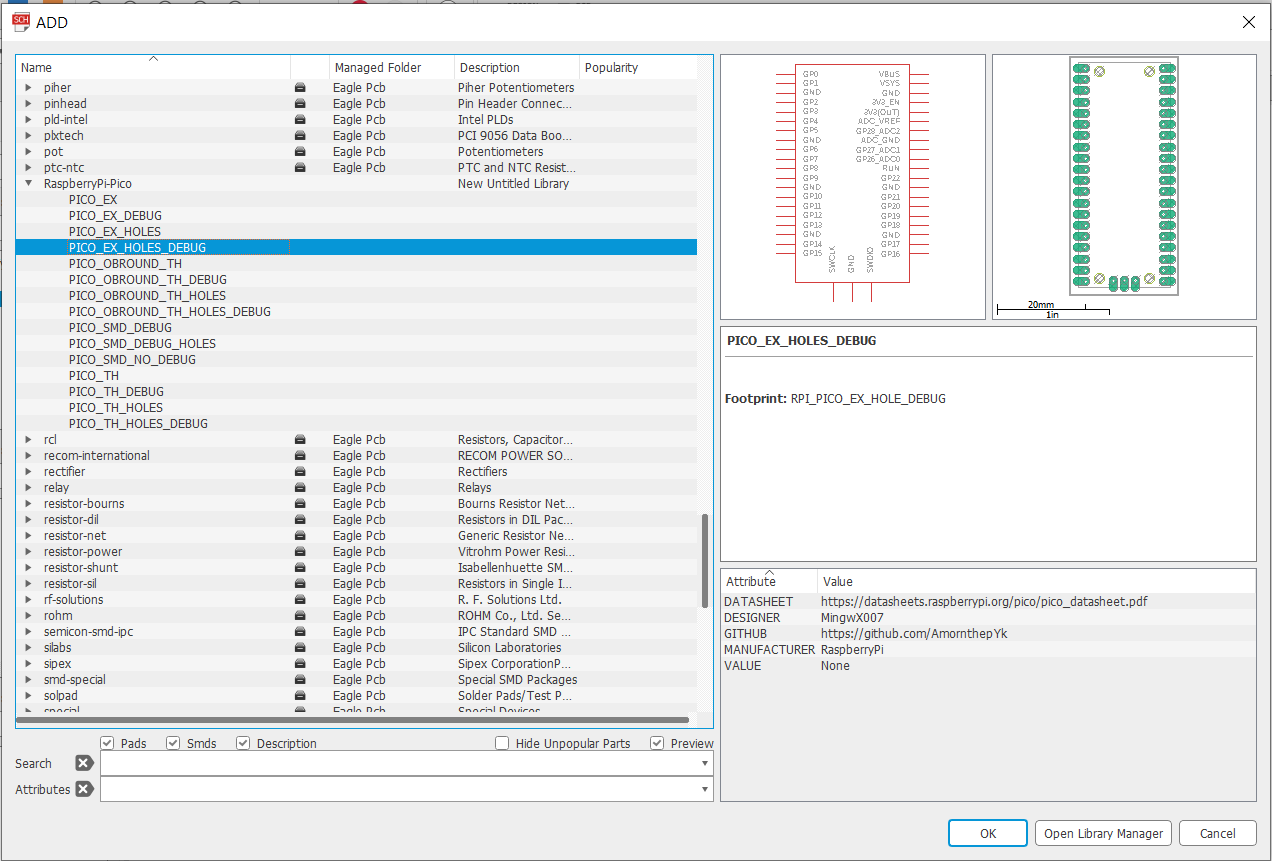 SCH ADD
Name Managed Folder Description Popularity
piher Eagle Pcb Piher Potentiometers
pinhead Eagle Pcb Pin Header Connec...
pld-intel Eagle Pcb Intel PLDs
plxtech Eagle Pcb PCI 9056 Data Boo...
pot Eagle Pcb Potentiometers
ptc-ntc Eagle Pcb PTC and NTC Resist...
RaspberryPi-Pico New Untitled Library
PICO_EX
PICO_EX_DEBUG
PICO_EX_HOLES
PICO_EX_HOLES_DEBUG
PICO_OBROUND_TH
PICO_OBROUND_TH_DEBUG
PICO_OBROUND_TH_HOLES
PICO_OBROUND_TH_HOLES_DEBUG
PICO_SMD_DEBUG
PICO_SMD_DEBUG_HOLES
PICO_SMD_NO_DEBUG
PICO_TH
PICO_TH_DEBUG
PICO_TH_HOLES
PICO_TH_HOLES_DEBUG
rcl Eagle Pcb Resistors, Capacitor...
recom-international Eagle Pcb RECOM POWER SO...
rectifier Eagle Pcb Rectifiers
relay Eagle Pcb Relays
resistor-bourns Eagle Pcb Bourns Resistor Net...
resistor-dil Eagle Pcb Resistors in DIL Pac...
resistor-net Eagle Pcb Generic Resistor Ne...
resistor-power Eagle Pcb Vitrohm Power Resi...
resistor-shunt Eagle Pcb Isabellenhuette SM...
resistor-sil Eagle Pcb Resistors in Single I...
rf-solutions Eagle Pcb R. F. Solutions Ltd.
rohm Eagle Pcb ROHM Co., Ltd. Se...
semicon-smd-ipc Eagle Pcb IPC Standard SMD ...
silabs Eagle Pcb Silicon Laboratories
sipex Eagle Pcb Sipex CorporationP...
smd-special Eagle Pcb Special SMD Packages
solpad Eagle Pcb Solder Pads/Test P...
special Eagle Pcb Special Devices
Pads Smds Description Hide Unpopular Parts Preview
Search
Attributes
GP0 VBUS
GP1 VSYS
GND GND
GP2 3V3_EN
GP3 3V3(OUT)
GP4 ADC_VREF
GP5 GP28_ADC2
GND ADC_GND
GP6 GP27_ADC1
GP7 GP26_ADC0
GP8 RUN
GP9 GP22
GND GND
GP10 GP21
GP11 GP20
GP12 GP19
GP13 GP18
GND GND
GP14 GP17
GP15 GP16
SWCLK GND SWDIO
20mm
1in
PICO_EX_HOLES_DEBUG
Footprint: RPI_PICO_EX_HOLE_DEBUG
Attribute Value
DATASHEET https://datasheets.raspberrypi.org/pico/pico_datasheet.pdf
DESIGNER MingwX007
GITHUB https://github.com/AmornthepYk
MANUFACTURER RaspberryPi
VALUE None
OK Open Library Manager Cancel